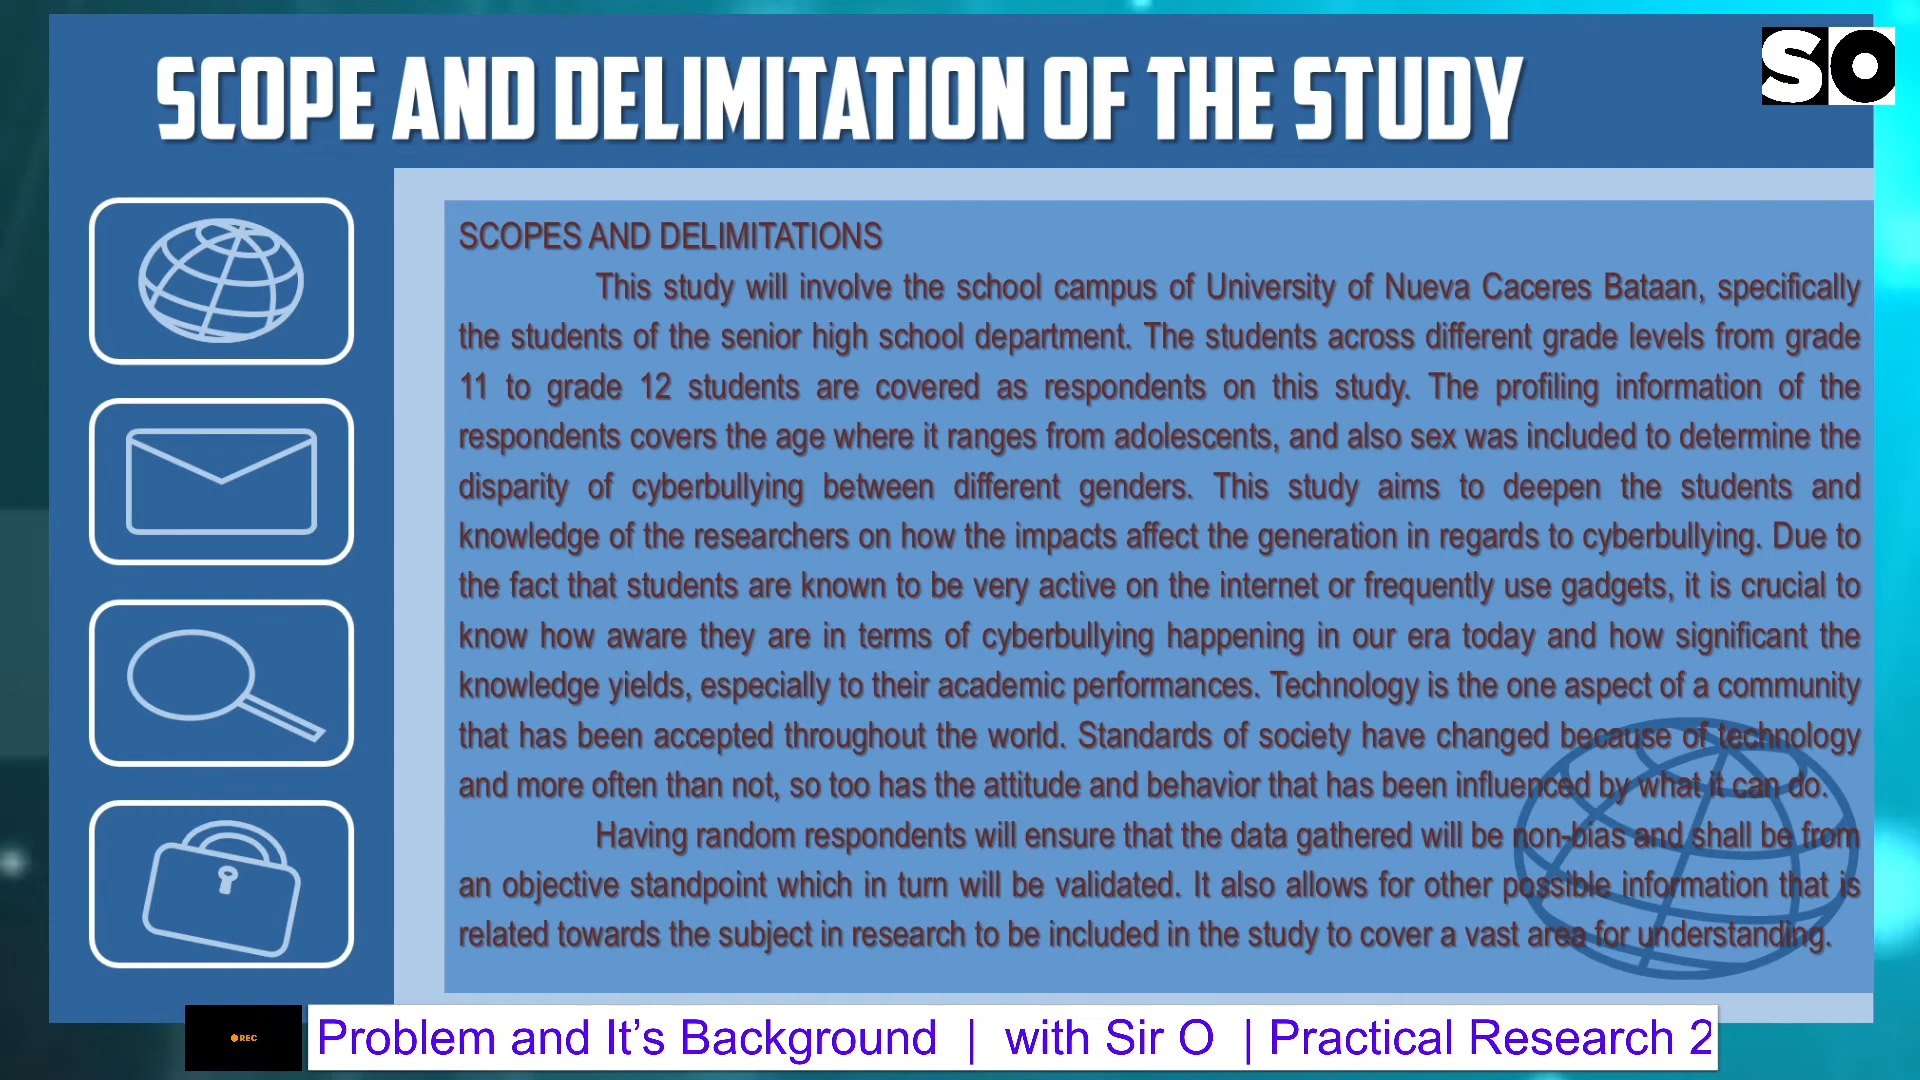 SCOPE AND DELIMITATION OF THE STUDY
SO
SCOPES AND DELIMITATIONS
This study will involve the school campus of University of Nueva Caceres Bataan, specifically
the students of the senior high school department. The students across different grade levels from grade
11 to grade 12 students are covered as respondents on this study. The profiling information of the
respondents covers the age where it ranges from adolescents, and also sex was included to determine the
disparity of cyberbullying between different genders. This study aims to deepen the students and
knowledge of the researchers on how the impacts affect the generation in regards to cyberbullying. Due to
the fact that students are known to be very active on the internet or frequently use gadgets, it is crucial to
know how aware they are in terms of cyberbullying happening in our era today and how significant the
knowledge yields, especially to their academic performances. Technology is the one aspect of a community
that has been accepted throughout the world. Standards of society have changed because of technology
and more often than not, so too has the attitude and behavior that has been influenced by what it can do.
Having random respondents will ensure that the data gathered will be non-bias and shall be from
an objective standpoint which in turn will be validated. It also allows for other possible information that is
related towards the subject in research to be included in the study to cover a vast area for understanding.
REC
Problem and It’s Background | with Sir O | Practical Research 2